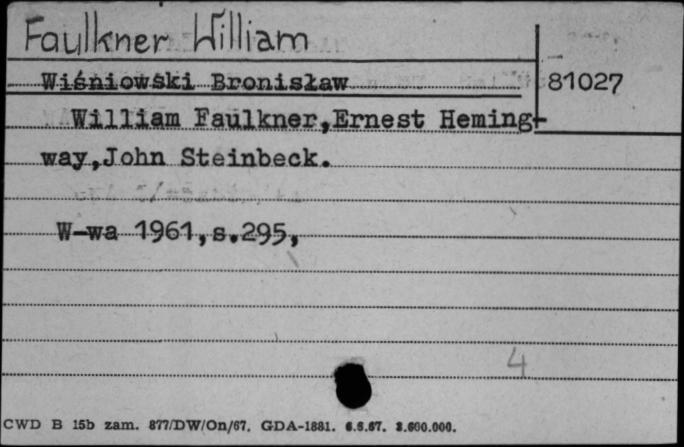 Faulkner William
Wiśniowski Bronisław
81027
William Faulkner,Ernest Heming-
way,John Steinbeck.
W-wa 1961,s.295,
4
CWD B 15b zam. 877/DW/On/67. GDA-1881. 6.6.67. 3.600.000.